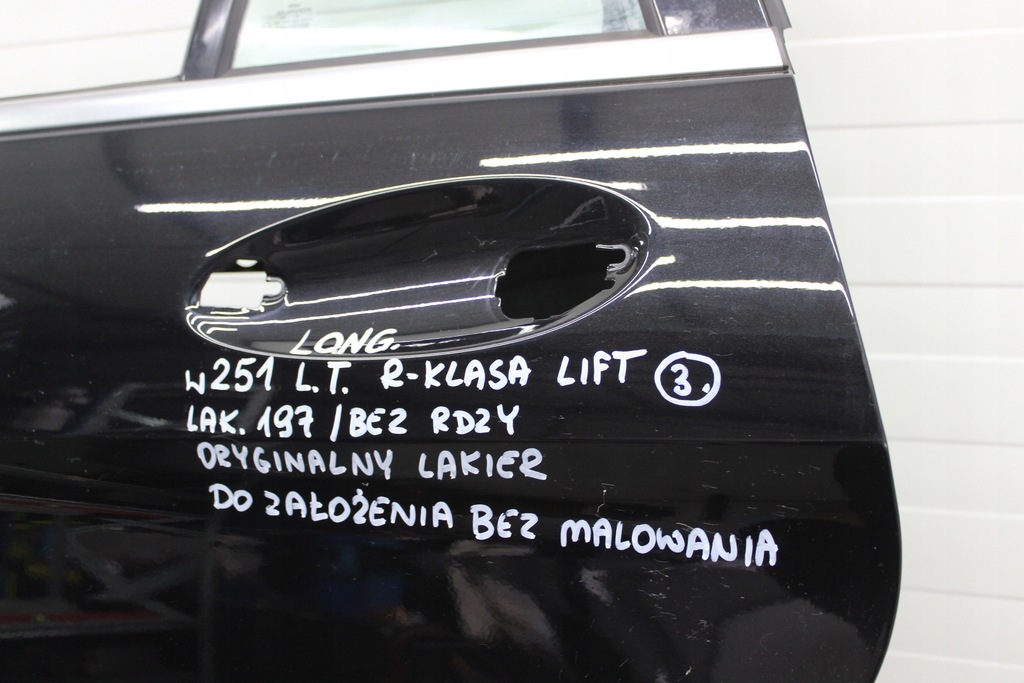 LONG.
W251 L.T. R-KLASA LIFT 3.
LAK. 197 / BEZ RDZY
ORYGINALNY LAKIER
DO ZAŁOŻENIA BEZ MALOWANIA